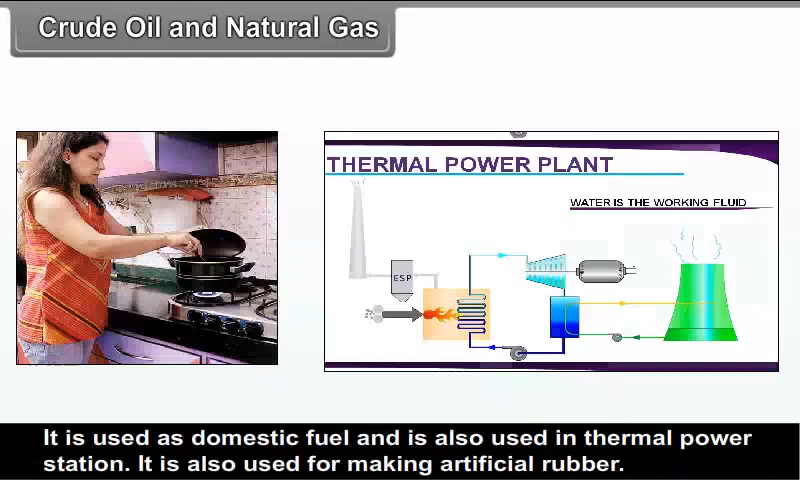 Crude Oil and Natural Gas
THERMAL POWER PLANT
WATER IS THE WORKING FLUID
ESP
It is used as domestic fuel and is also used in thermal power
station. It is also used for making artificial rubber.